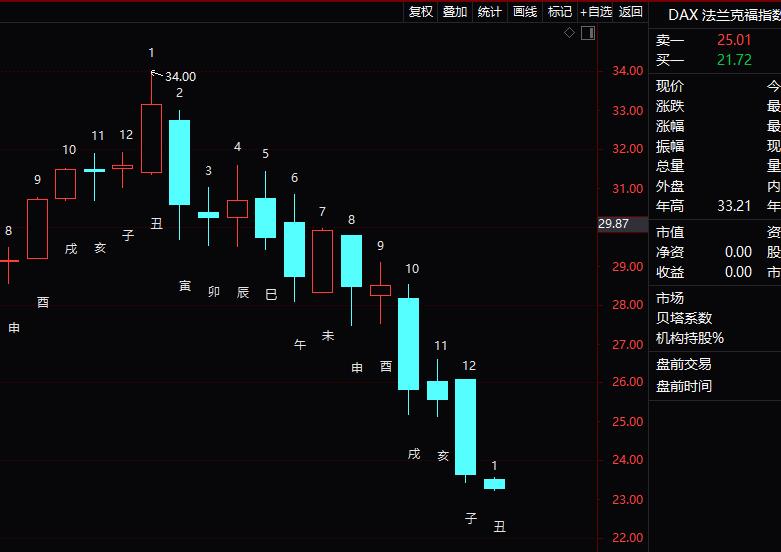 复权 叠加 统计 画线 标记 +自选 返回
DAX 法兰克福指数
卖一 25.01
买一 21.72
现价 今
涨跌 最
涨幅 最
振幅 现
总量 量
外盘 内
年高 33.21 年
市值 资
净资 0.00 股
收益 0.00 市
市场
贝塔系数
机构持股%
盘前交易
盘前时间
34.00
33.00
32.00
31.00
29.87
29.00
28.00
27.00
26.00
25.00
24.00
23.00
22.00
1
34.00
2
12
11
10
9
8
3
4
5
6
7
8
9
10
11
12
1
申
酉
戌
亥
子
丑
寅
卯
辰
巳
午
未
申
酉
戌
亥
子
丑